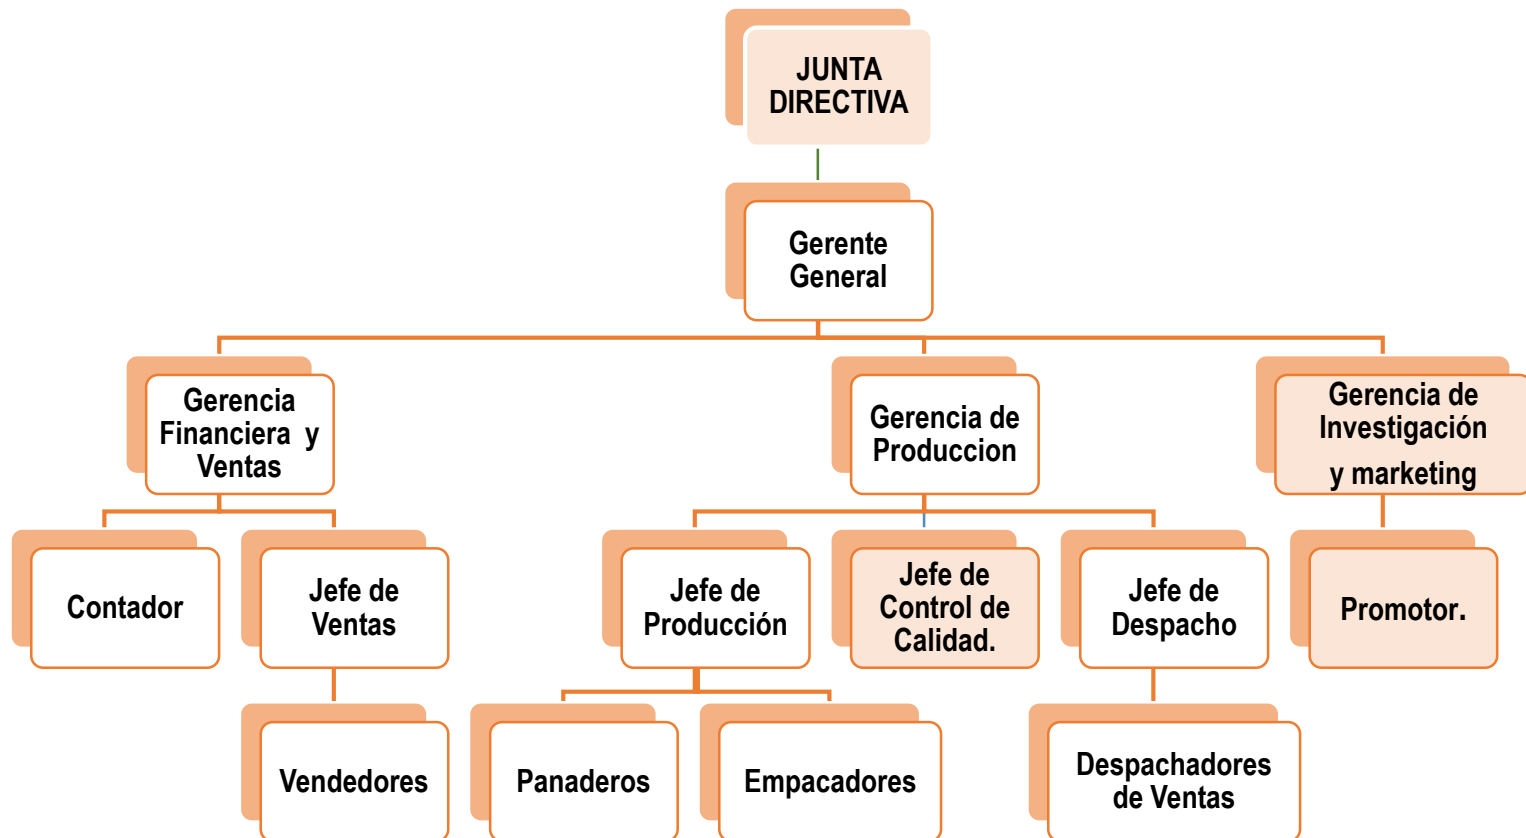 JUNTA
DIRECTIVA
Gerente
General
Gerencia
Financiera y
Ventas
Gerencia de
Produccion
Gerencia de
Investigación
y marketing
Contador
Jefe de
Ventas
Jefe de
Producción
Jefe de
Control de
Calidad.
Jefe de
Despacho
Promotor.
Vendedores
Panaderos
Empacadores
Despachadores
de Ventas